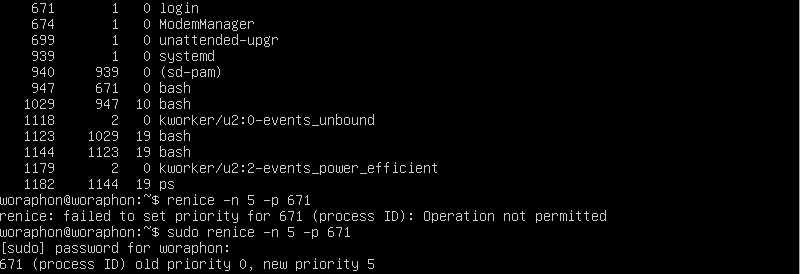 671 1 0 login
674 1 0 ModemManager
699 1 0 unattended-upgr
939 1 0 systemd
940 939 0 (sd-pam)
947 671 0 bash
1029 947 10 bash
1118 2 0 kworker/u2:0-events_unbound
1123 1029 19 bash
1144 1123 19 bash
1179 2 0 kworker/u2:2-events_power_efficient
1182 1144 19 ps
woraphon@woraphon:~$ renice -n 5 -p 671
renice: failed to set priority for 671 (process ID): Operation not permitted
woraphon@woraphon:~$ sudo renice -n 5 -p 671
[sudo] password for woraphon:
671 (process ID) old priority 0, new priority 5